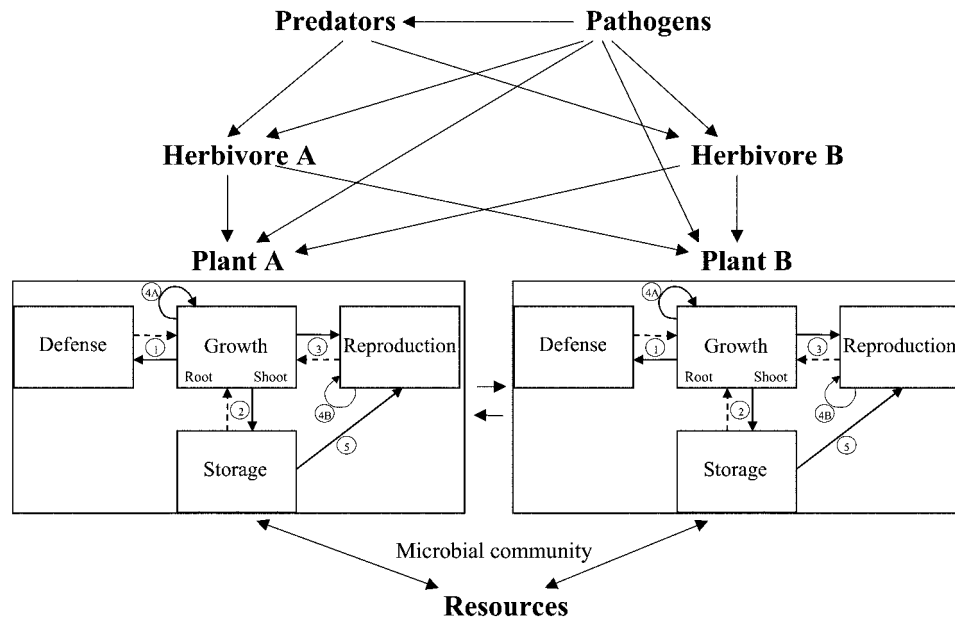 Predators Pathogens
Herbivore A Herbivore B
Plant A Plant B
4A 4A
Defense 1 Growth 3 Reproduction Defense 1 Growth 3 Reproduction
Root Shoot Root Shoot
2 4B 2 4B
Storage 5 Storage 5
Microbial community
Resources